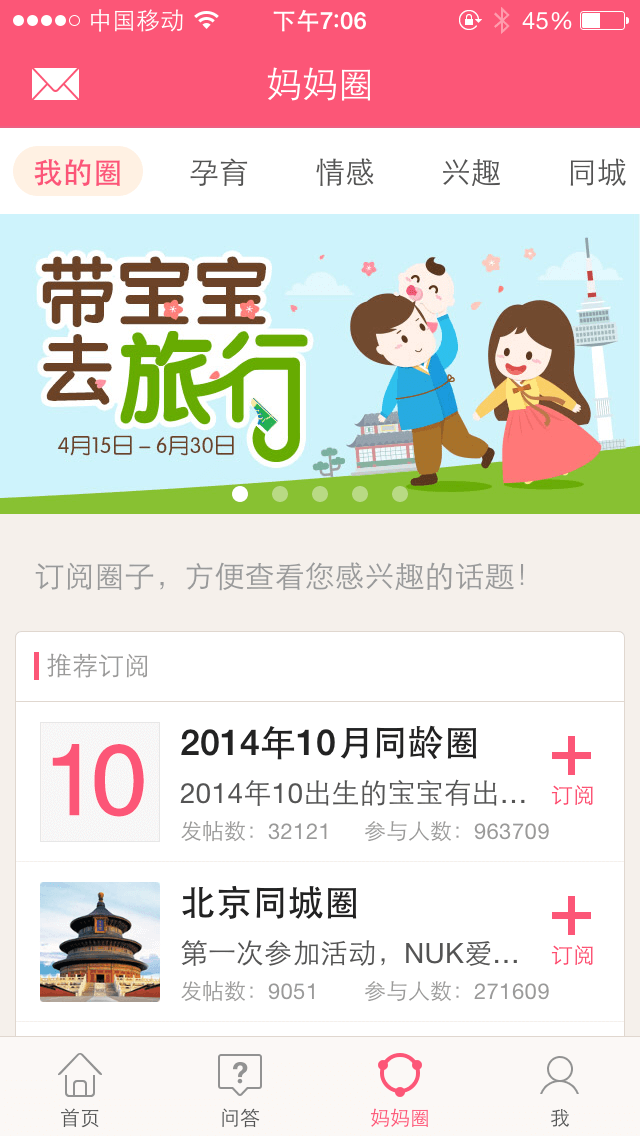 中国移动 下午7:06 45%
妈妈圈
我的圈 孕育 情感 兴趣 同城
带宝宝
去旅行
4月15日–6月30日
订阅圈子，方便查看您感兴趣的话题！
推荐订阅
10
2014年10月同龄圈
2014年10出生的宝宝有出...
订阅
发帖数：32121 参与人数：963709
北京同城圈
第一次参加活动，NUK爱...
订阅
发帖数：9051 参与人数：271609
首页 问答 妈妈圈 我